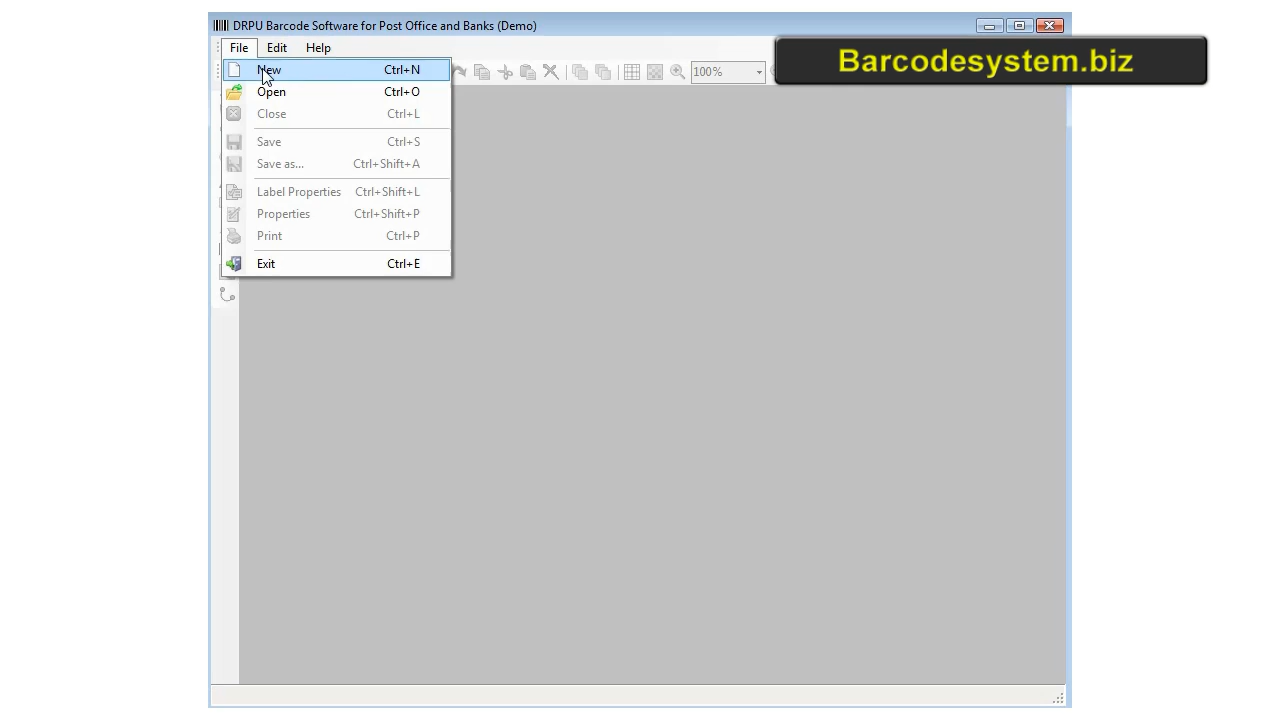 DRPU Barcode Software for Post Office and Banks (Demo)
File Edit Help
Barcodesystem.biz
New Ctrl+N
100%
Open Ctrl+O
Close Ctrl+L
Save Ctrl+S
Save as... Ctrl+Shift+A
Label Properties Ctrl+Shift+L
Properties Ctrl+Shift+P
Print Ctrl+P
Exit Ctrl+E